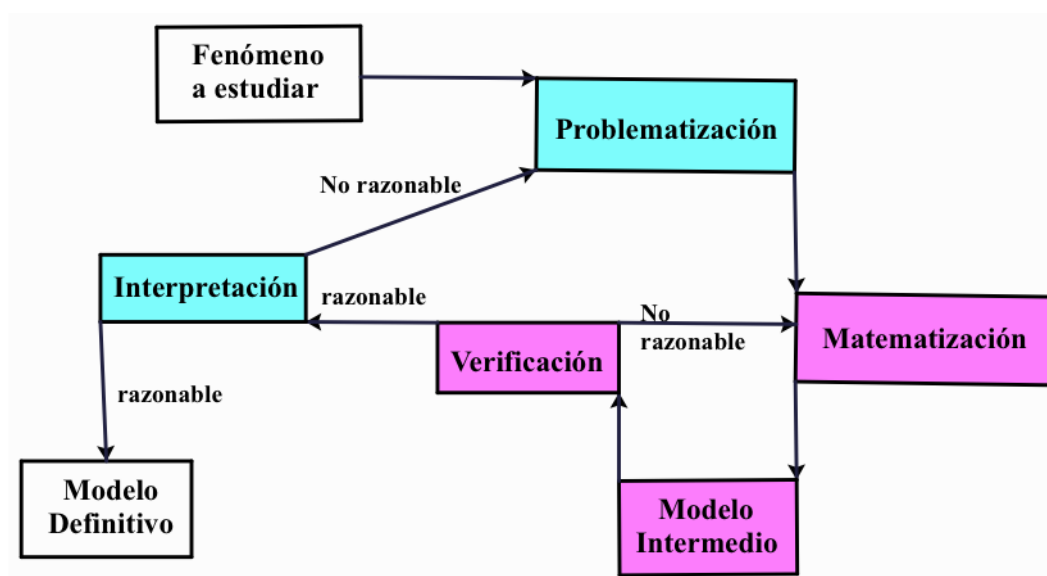 Fenómeno
a estudiar
Problematización
No razonable
Interpretación
razonable
No
razonable
Matematización
Verificación
razonable
Modelo
Definitivo
Modelo
Intermedio